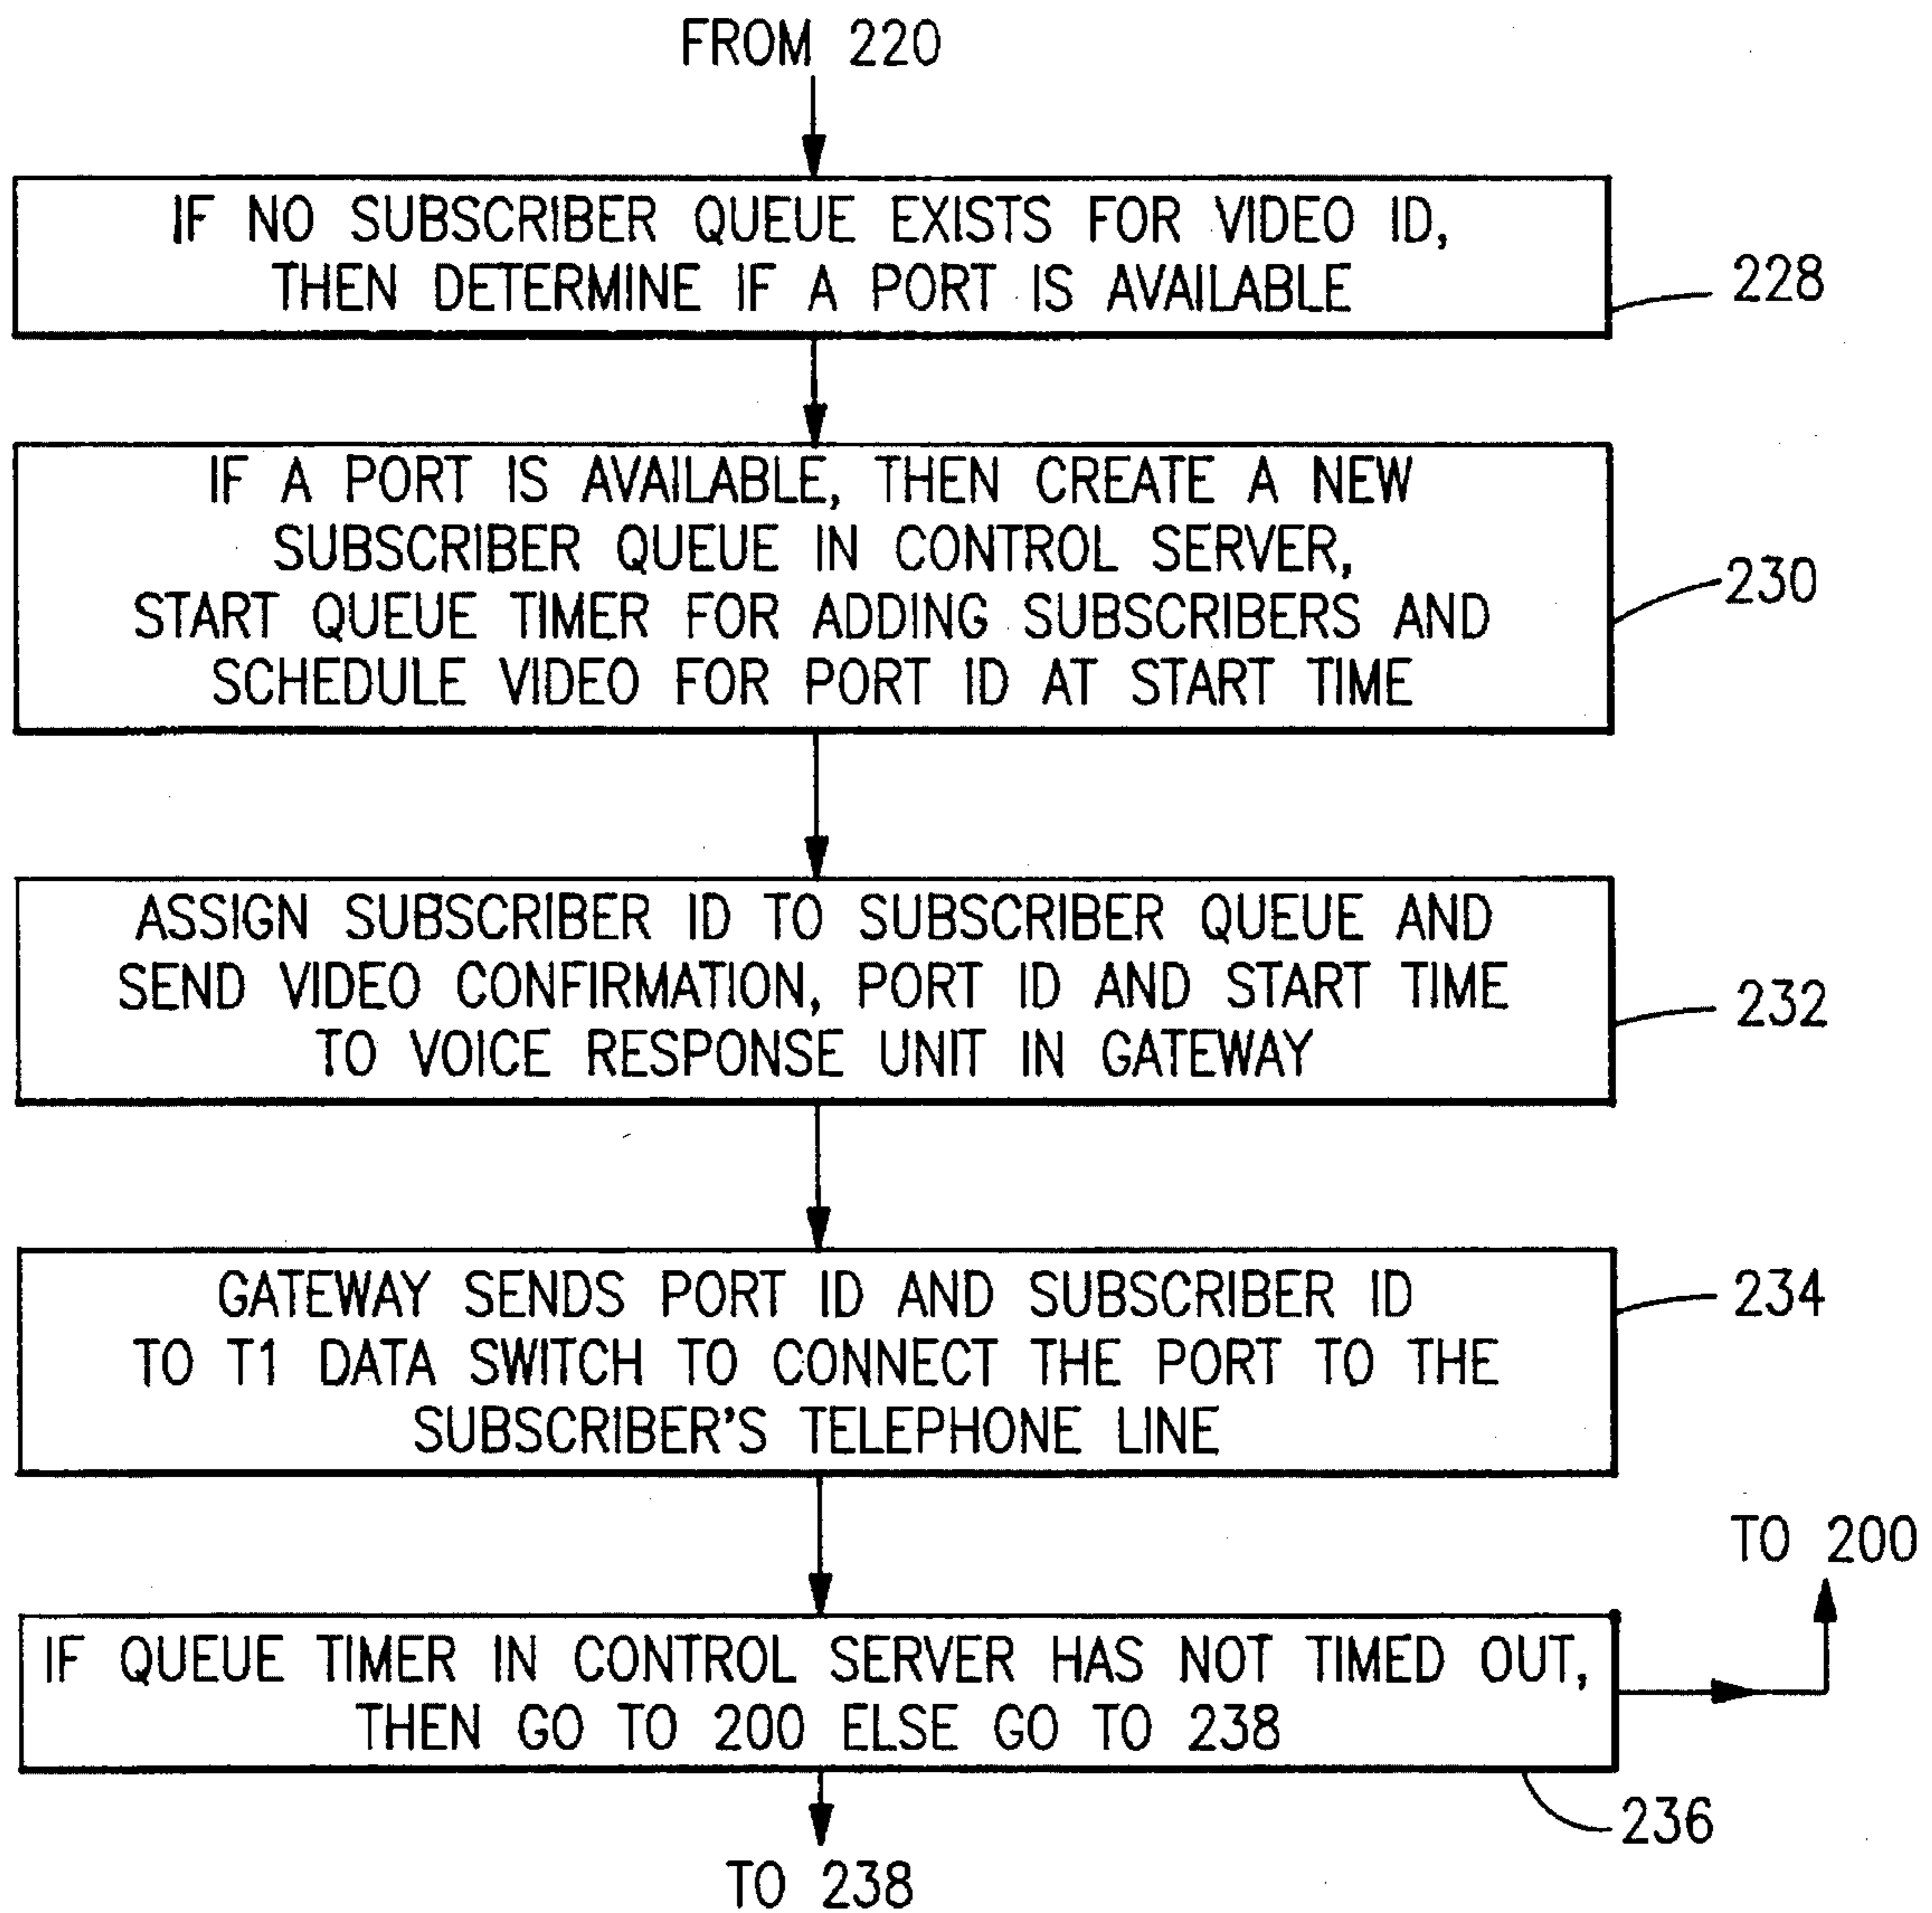 FROM 220
IF NO SUBSCRIBER QUEUE EXISTS FOR VIDEO ID,
THEN DETERMINE IF A PORT IS AVAILABLE
228
IF A PORT IS AVAILABLE, THEN CREATE A NEW
SUBSCRIBER QUEUE IN CONTROL SERVER,
START QUEUE TIMER FOR ADDING SUBSCRIBERS AND
SCHEDULE VIDEO FOR PORT ID AT START TIME
230
ASSIGN SUBSCRIBER ID TO SUBSCRIBER QUEUE AND
SEND VIDEO CONFIRMATION, PORT ID AND START TIME
TO VOICE RESPONSE UNIT IN GATEWAY
232
GATEWAY SENDS PORT ID AND SUBSCRIBER ID
TO T1 DATA SWITCH TO CONNECT THE PORT TO THE
SUBSCRIBER'S TELEPHONE LINE
234
TO 200
IF QUEUE TIMER IN CONTROL SERVER HAS NOT TIMED OUT,
THEN GO TO 200 ELSE GO TO 238
236
TO 238